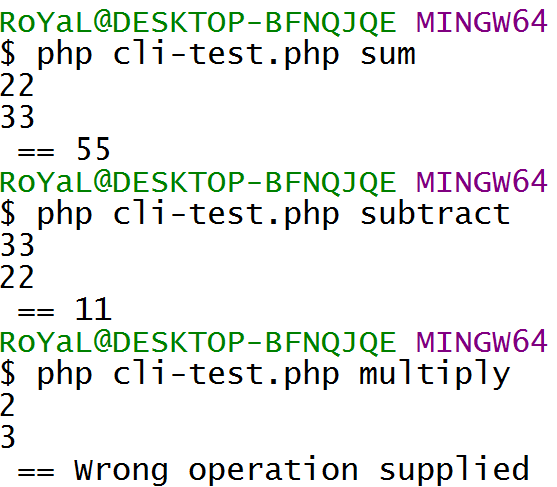 RoYaL@DESKTOP-BFNQJQE MINGW64
$ php cli-test.php sum
22
33
 == 55
RoYaL@DESKTOP-BFNQJQE MINGW64
$ php cli-test.php subtract
33
22
 == 11
RoYaL@DESKTOP-BFNQJQE MINGW64
$ php cli-test.php multiply
2
3
 == Wrong operation supplied